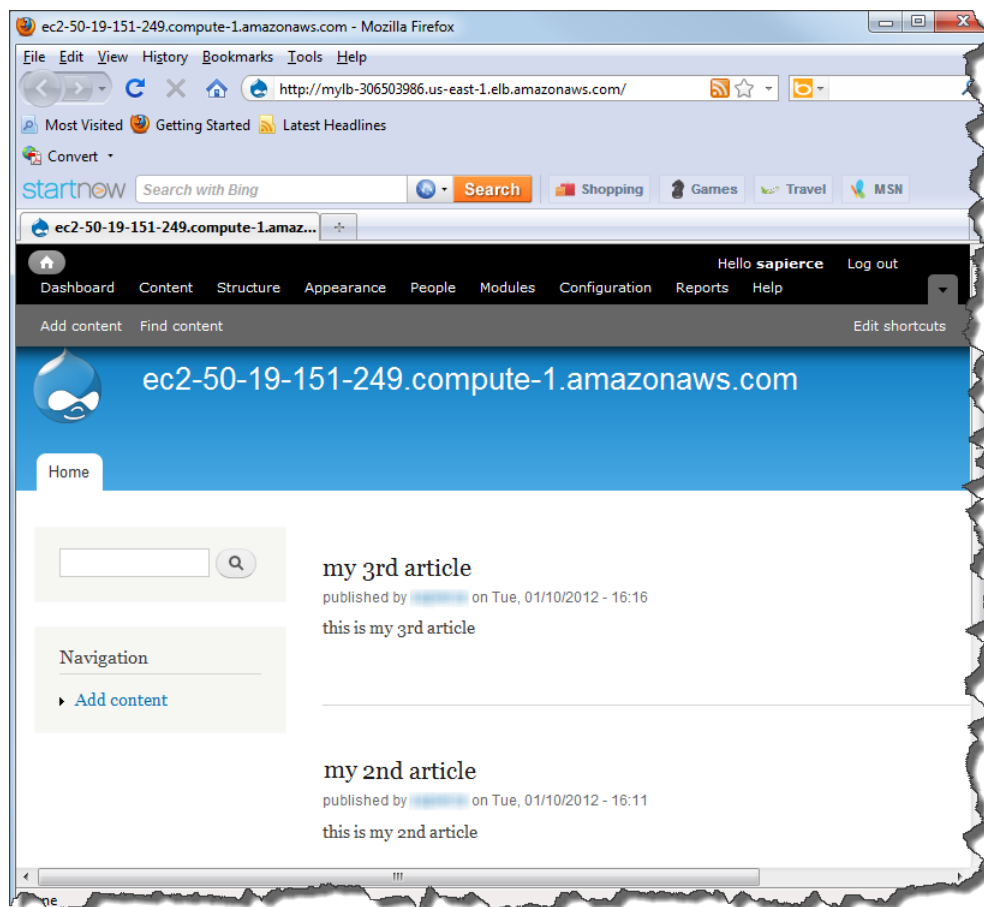 ec2-50-19-151-249.compute-1.amazonaws.com - Mozilla Firefox
File Edit View History Bookmarks Tools Help
http://mylb-306503986.us-east-1.elb.amazonaws.com/
Most Visited Getting Started Latest Headlines
Convert
startnow Search with Bing Search Shopping Games Travel MSN
ec2-50-19-151-249.compute-1.amaz...
Hello sapierce Log out
Dashboard Content Structure Appearance People Modules Configuration Reports Help
Add content Find content Edit shortcuts
ec2-50-19-151-249.compute-1.amazonaws.com
Home
my 3rd article
published by on Tue, 01/10/2012 - 16:16
this is my 3rd article
Navigation
Add content
my 2nd article
published by on Tue, 01/10/2012 - 16:11
this is my 2nd article